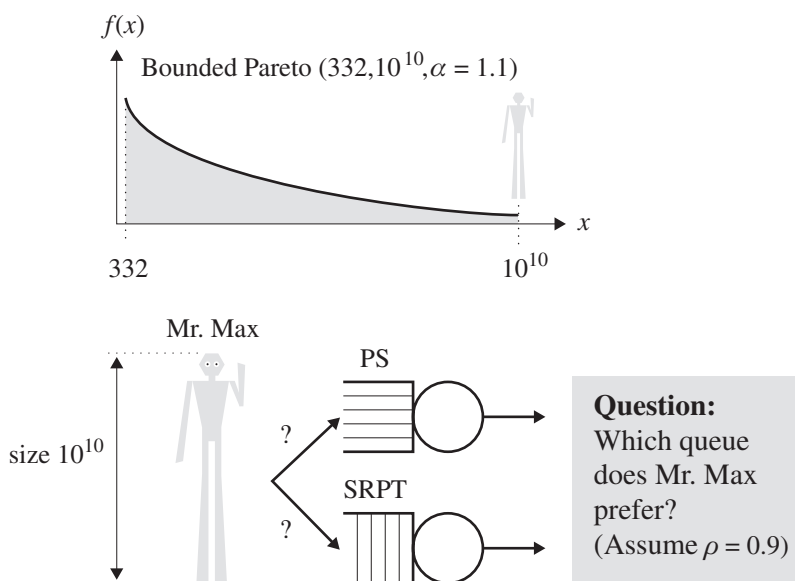 f(x)
Bounded Pareto (332,10^10,α = 1.1)
x
332
10^10
Mr. Max
PS
size 10^10
?
SRPT
?
Question:
Which queue
does Mr. Max
prefer?
(Assume ρ = 0.9)